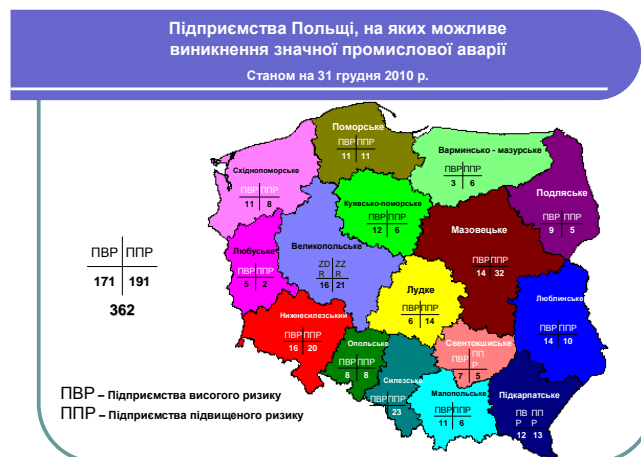 Підприємства Польщі, на яких можливе
виникнення значної промислової аварії
Станом на 31 грудня 2010 р.
Поморське
ПВР ППР
11 11
Варминсько - мазурське
ПВР ППР
3 6
Східнопоморське
ПВР ППР
11 8
Подляське
ПВР ППР
9 5
Куявсько-поморське
ПВР ППР
12 6
Мазовецьке
ПВР ППР
14 32
Великопольське
ZD ZZ
R R
16 21
Любуське
ПВР ППР
5 2
ПВР ППР
171 191
362
Лудке
ПВР ППР
6 14
Люблинське
ПВР ППР
14 10
Нижнесилезский
ПВР ППР
16 20
Опольське
ПВР ППР
8 8
Свентокшиське
ПВР ПП
Р
7 5
Силезське
ПВР ППР
23
Малопольське
ПВР ППР
11 6
Підкарпатське
ПВ ПП
Р Р
12 13
ПВР – Підприємства високого ризику
ППР – Підприємства підвищеного ризику